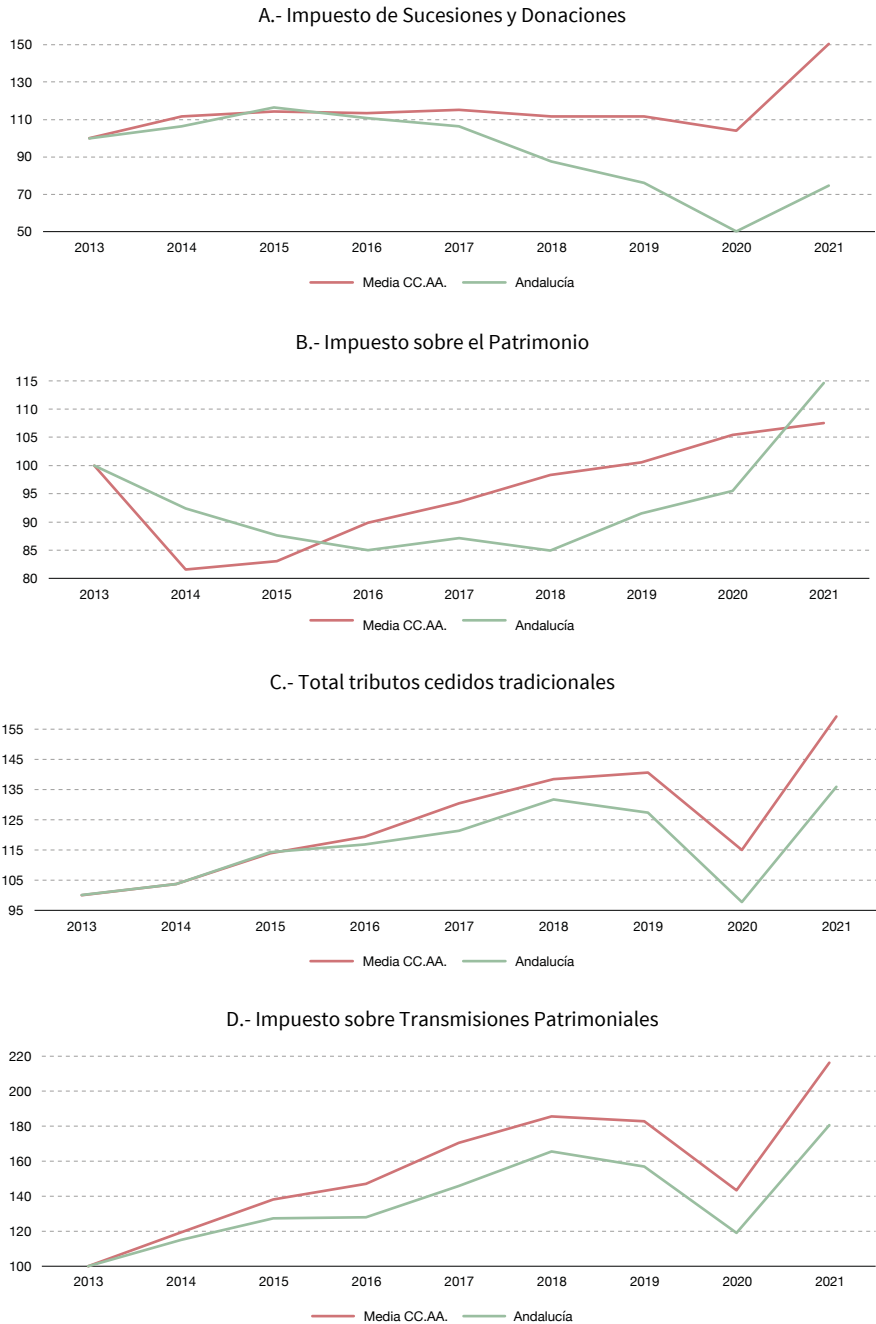 A.- Impuesto de Sucesiones y Donaciones
150
130
110
90
70
50
2013 2014 2015 2016 2017 2018 2019 2020 2021
Media CC.AA. Andalucía
B.- Impuesto sobre el Patrimonio
115
110
105
100
95
90
85
80
2013 2014 2015 2016 2017 2018 2019 2020 2021
Media CC.AA. Andalucía
C.- Total tributos cedidos tradicionales
155
145
135
125
115
105
95
2013 2014 2015 2016 2017 2018 2019 2020 2021
Media CC.AA. Andalucía
D.- Impuesto sobre Transmisiones Patrimoniales
220
200
180
160
140
120
100
2013 2014 2015 2016 2017 2018 2019 2020 2021
Media CC.AA. Andalucía